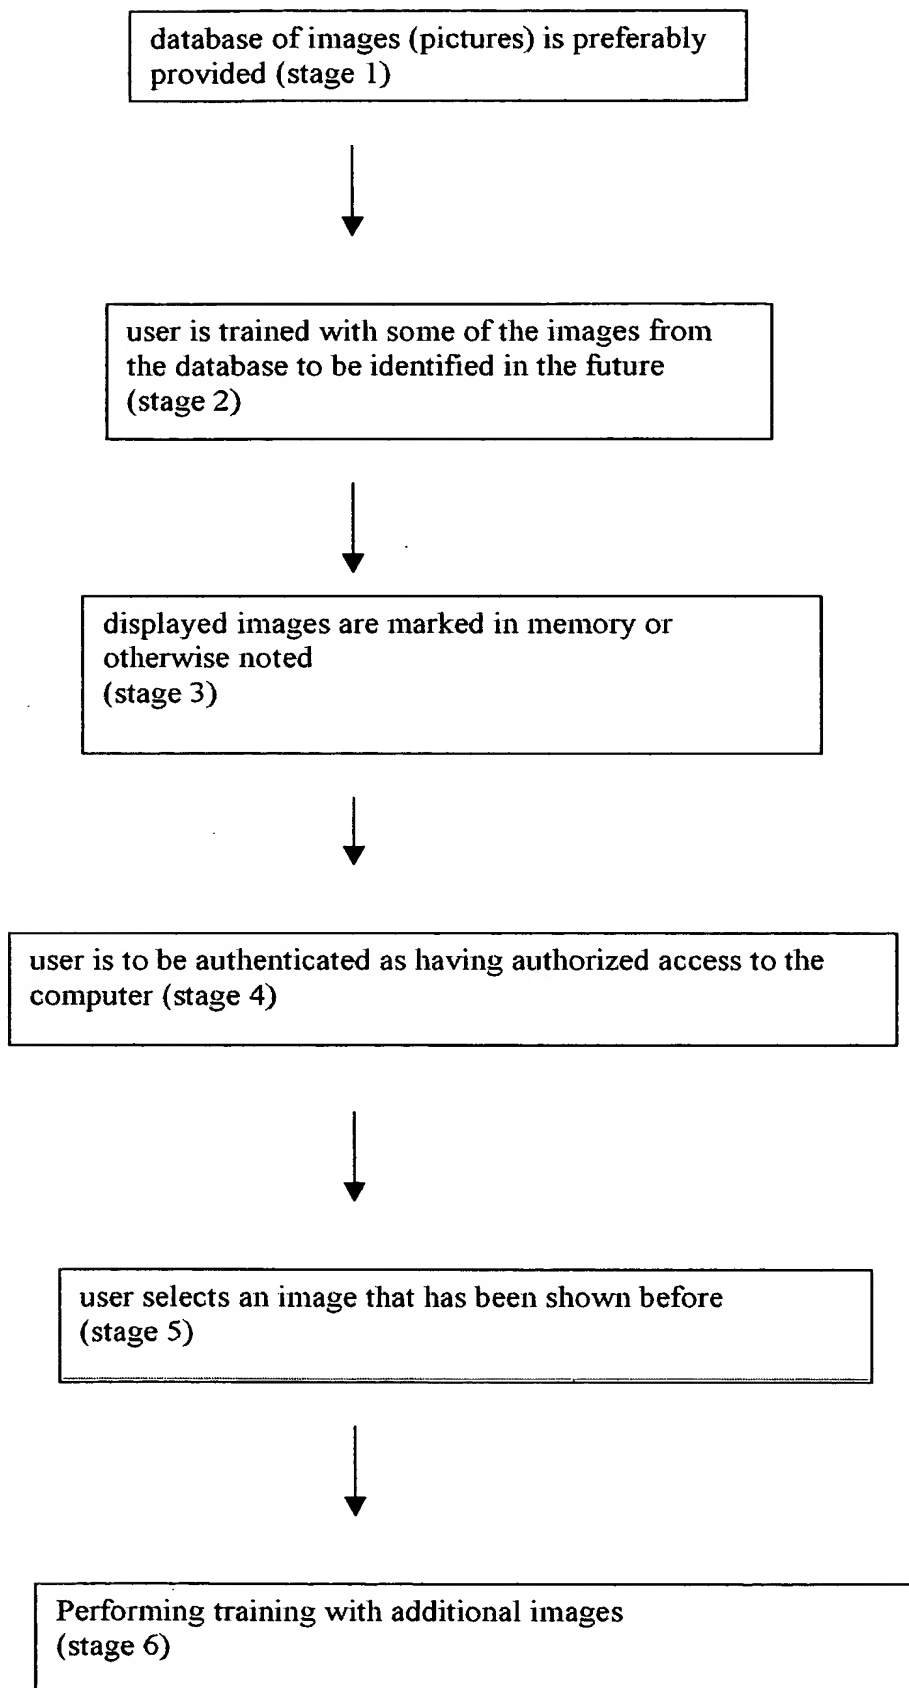 database of images (pictures) is preferably
provided (stage 1)
user is trained with some of the images from
the database to be identified in the future
(stage 2)
displayed images are marked in memory or
otherwise noted
(stage 3)
user is to be authenticated as having authorized access to the
computer (stage 4)
user selects an image that has been shown before
(stage 5)
Performing training with additional images
(stage 6)